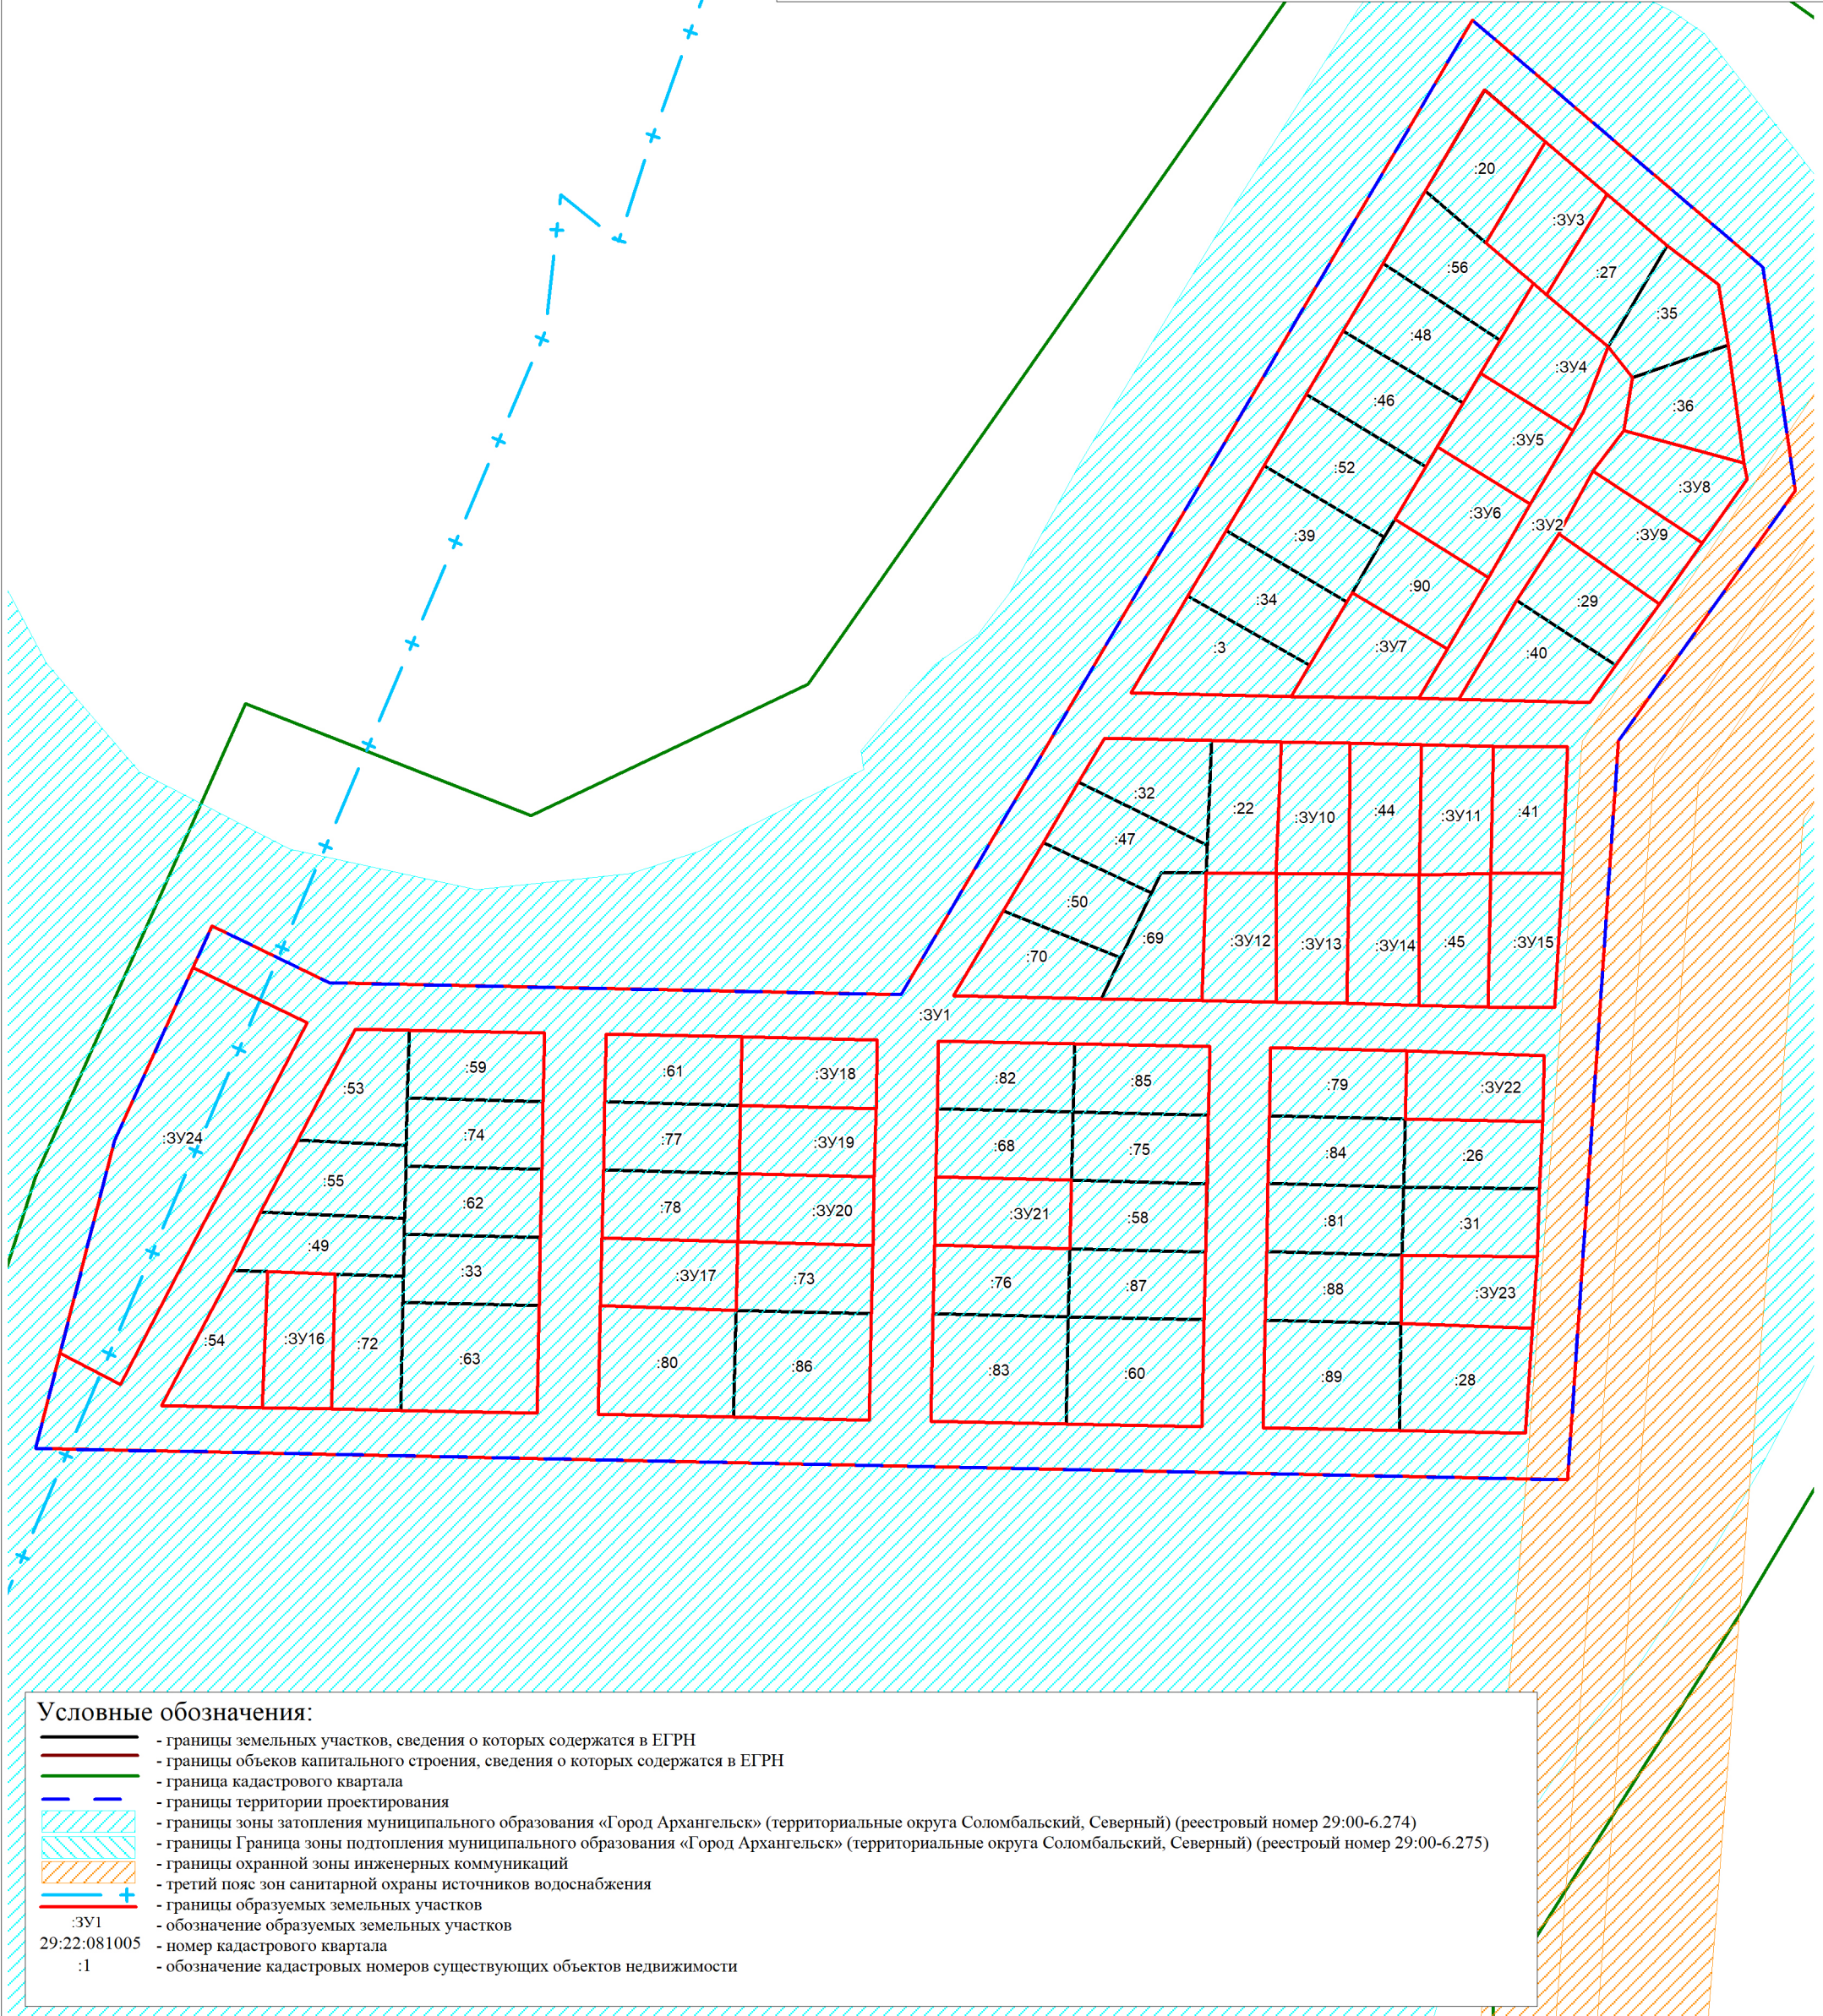 :20
:ЗУ3
:56
:27
:35
:48
:ЗУ4
:46
:36
:ЗУ5
:52
:ЗУ8
:ЗУ6
:ЗУ2
:ЗУ9
:39
:90
:34
:29
:3
:ЗУ7
:40
:32
:22
:ЗУ10
:44
:ЗУ11
:41
:47
:50
:69
:ЗУ12
:ЗУ13
:ЗУ14
:45
:ЗУ15
:70
:ЗУ1
:53
:59
:61
:ЗУ18
:82
:85
:79
:ЗУ22
:ЗУ24
:74
:77
:ЗУ19
:68
:75
:84
:26
:55
:62
:78
:ЗУ20
:ЗУ21
:58
:81
:31
:49
:33
:ЗУ17
:73
:76
:87
:88
:ЗУ23
:54
:ЗУ16
:72
:63
:80
:86
:83
:60
:89
:28
Условные обозначения:
- границы земельных участков, сведения о которых содержатся в ЕГРН
- границы объеков капитального строения, сведения о которых содержатся в ЕГРН
- граница кадастрового квартала
- границы территории проектирования
- границы зоны затопления муниципального образования «Город Архангельск» (территориальные округа Соломбальский, Северный) (реестровый номер 29:00-6.274)
- границы Граница зоны подтопления муниципального образования «Город Архангельск» (территориальные округа Соломбальский, Северный) (реестроый номер 29:00-6.275)
- границы охранной зоны инженерных коммуникаций
- третий пояс зон санитарной охраны источников водоснабжения
- границы образуемых земельных участков
:ЗУ1 - обозначение образуемых земельных участков
29:22:081005 - номер кадастрового квартала
:1 - обозначение кадастровых номеров существующих объектов недвижимости